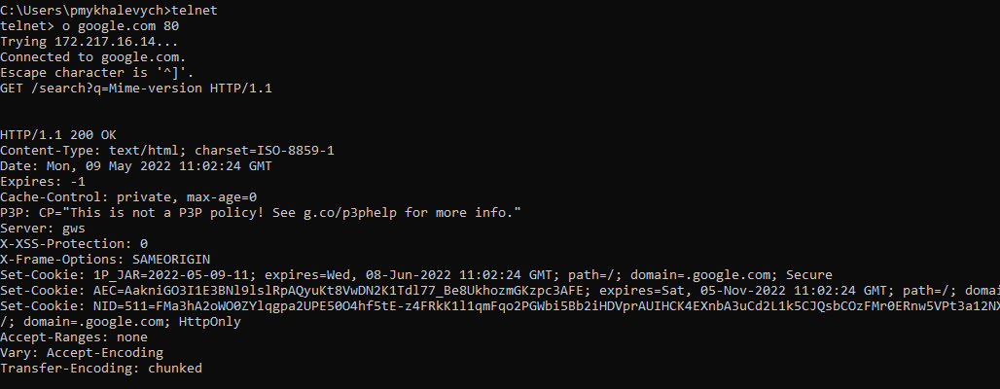 C:\Users\pmykhalevych>telnet
telnet> o google.com 80
Trying 172.217.16.14...
Connected to google.com.
Escape character is '^]'.
GET /search?q=Mime-version HTTP/1.1
HTTP/1.1 200 OK
Content-Type: text/html; charset=ISO-8859-1
Date: Mon, 09 May 2022 11:02:24 GMT
Expires: -1
Cache-Control: private, max-age=0
P3P: CP="This is not a P3P policy! See g.co/p3phelp for more info."
Server: gws
X-XSS-Protection: 0
X-Frame-Options: SAMEORIGIN
Set-Cookie: 1P_JAR=2022-05-09-11; expires=Wed, 08-Jun-2022 11:02:24 GMT; path=/; domain=.google.com; Secure
Set-Cookie: AEC=AakniGO3I1E3BNl9lslRpAQyuKt8VwDN2K1Tdl77_Be8UkhozmGKzpc3AFE; expires=Sat, 05-Nov-2022 11:02:24 GMT; path=/; doma
Set-Cookie: NID=511=FMa3hA2oWO0ZYlqgpa2UPE50O4hf5tE-z4FRkK1l1qmFqo2PGWbi5Bb2iHDVprAUIHCK4EXnbA3uCd2L1k5CJQsbCOzFMr0ERnw5VPt3a12NX
/; domain=.google.com; HttpOnly
Accept-Ranges: none
Vary: Accept-Encoding
Transfer-Encoding: chunked